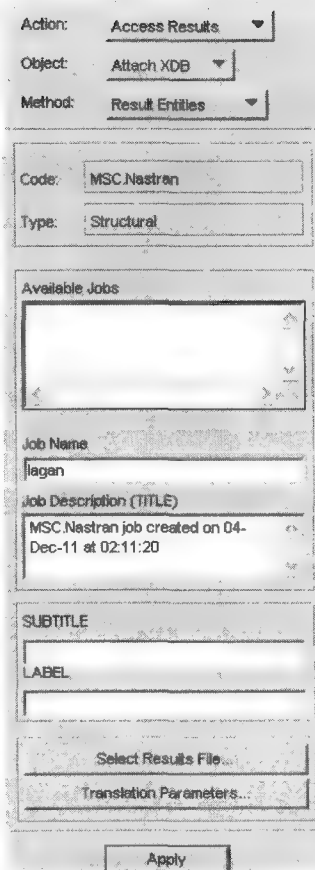 Action: Access Results
Object: Attach XDB
Method: Result Entities
Code: MSC.Nastran
Type: Structural
Available Jobs
Job Name
lagan
Job Description (TITLE)
MSC.Nastran job created on 04-
Dec-11 at 02:11:20
SUBTITLE
LABEL
Select Results File...
Translation Parameters...
Apply